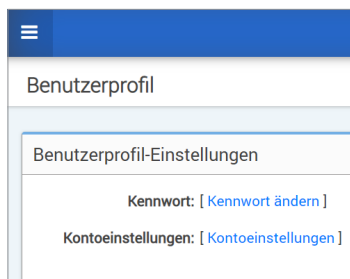 Benutzerprofil
Benutzerprofil-Einstellungen
Kennwort: [ Kennwort ändern ]
Kontoeinstellungen: [ Kontoeinstellungen ]